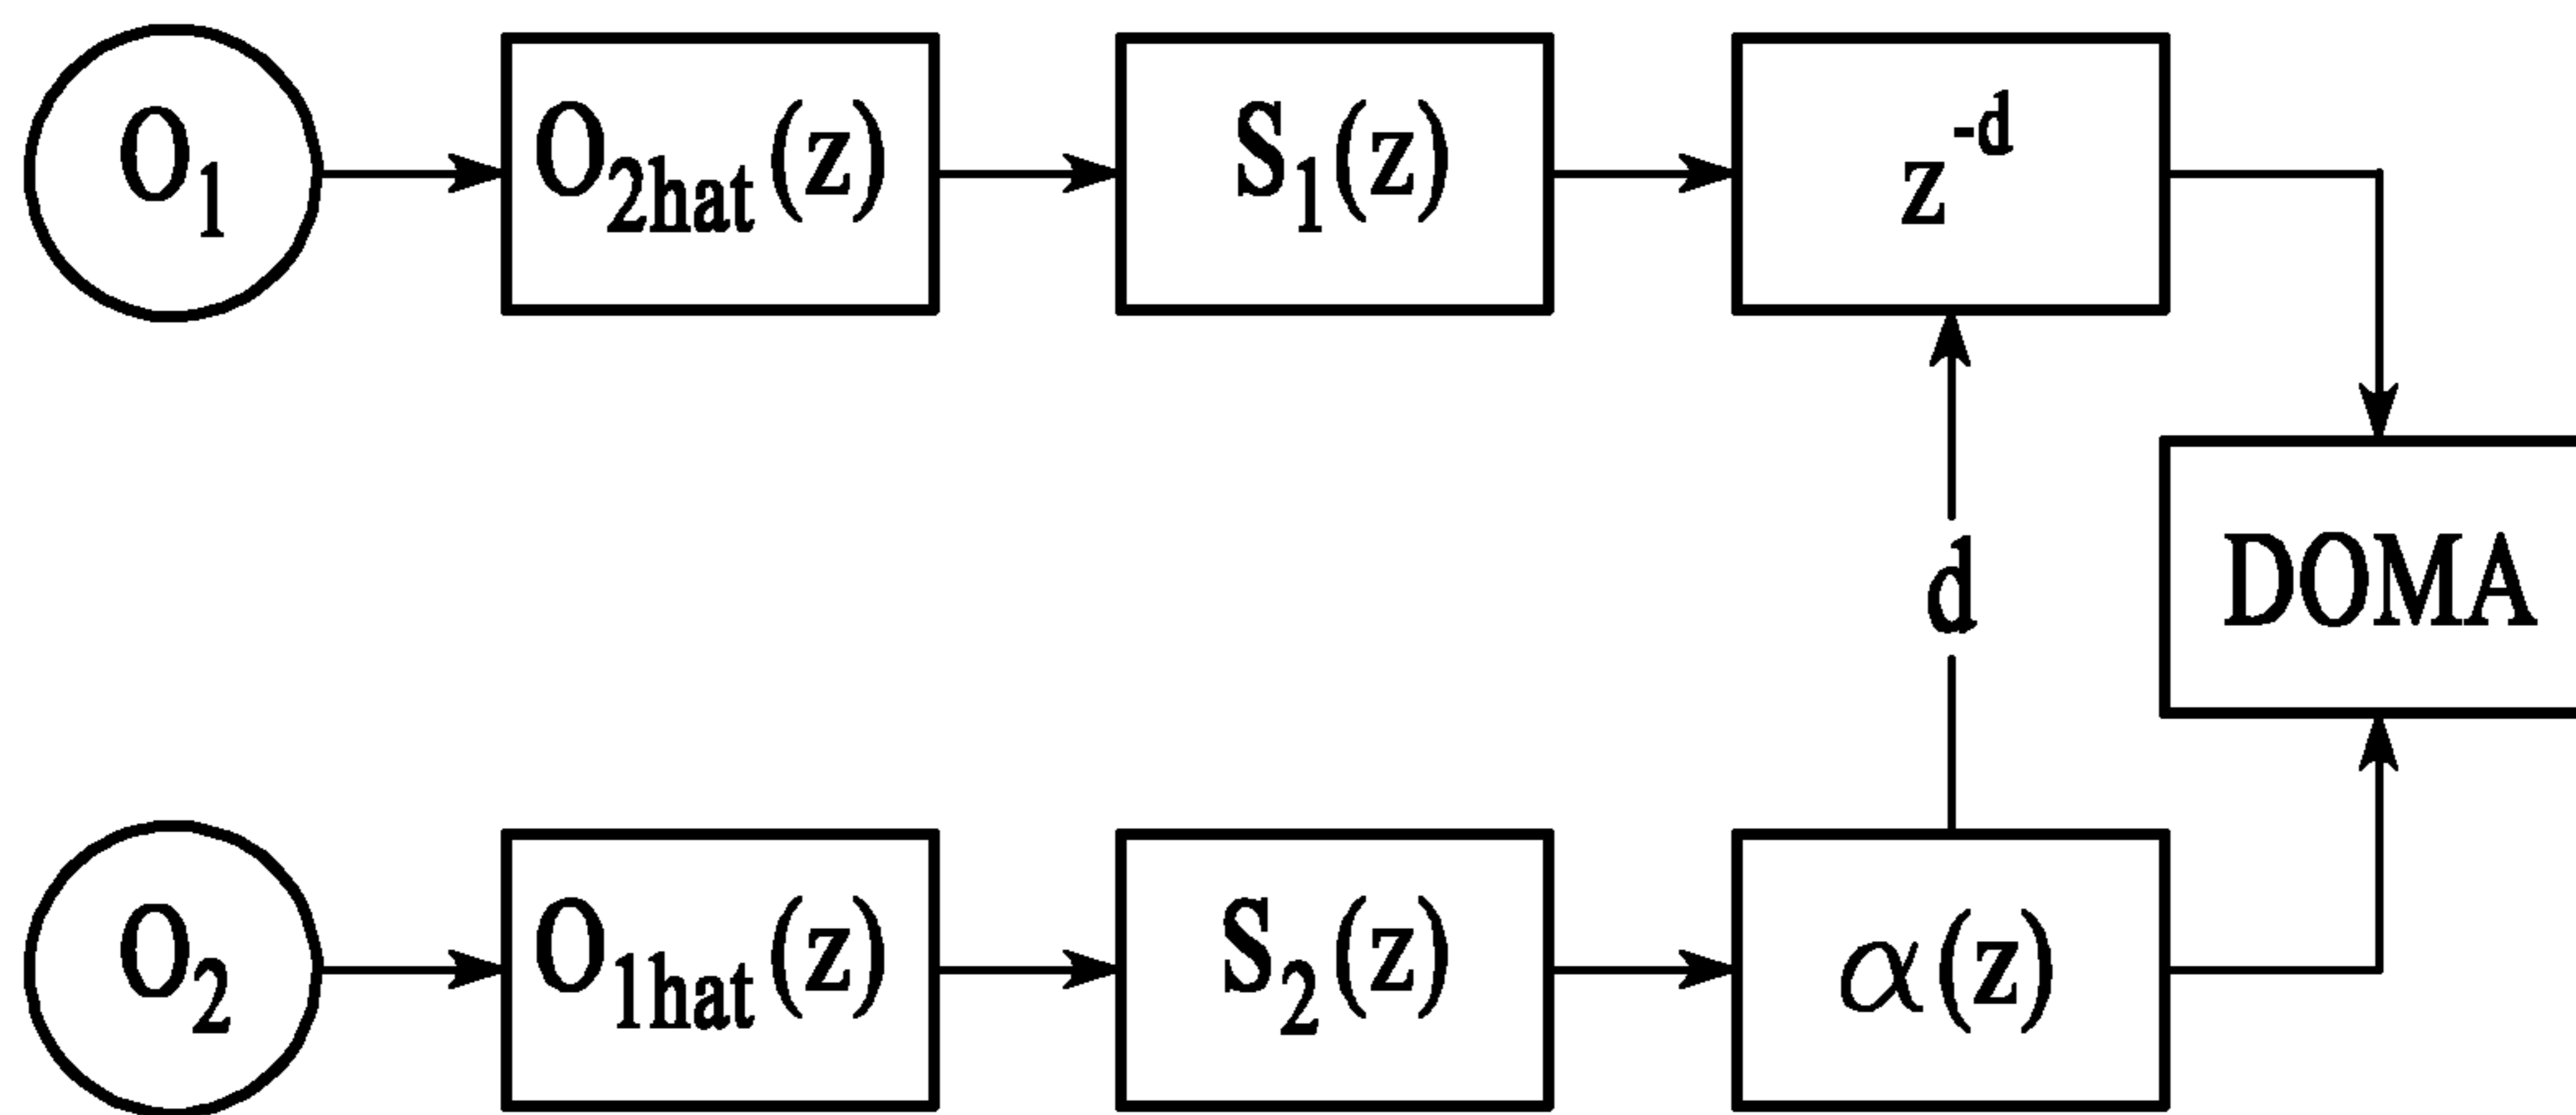 O1
O2hat(z)
S1(z)
z-d
d
DOMA
O2
O1hat(z)
S2(z)
α(z)